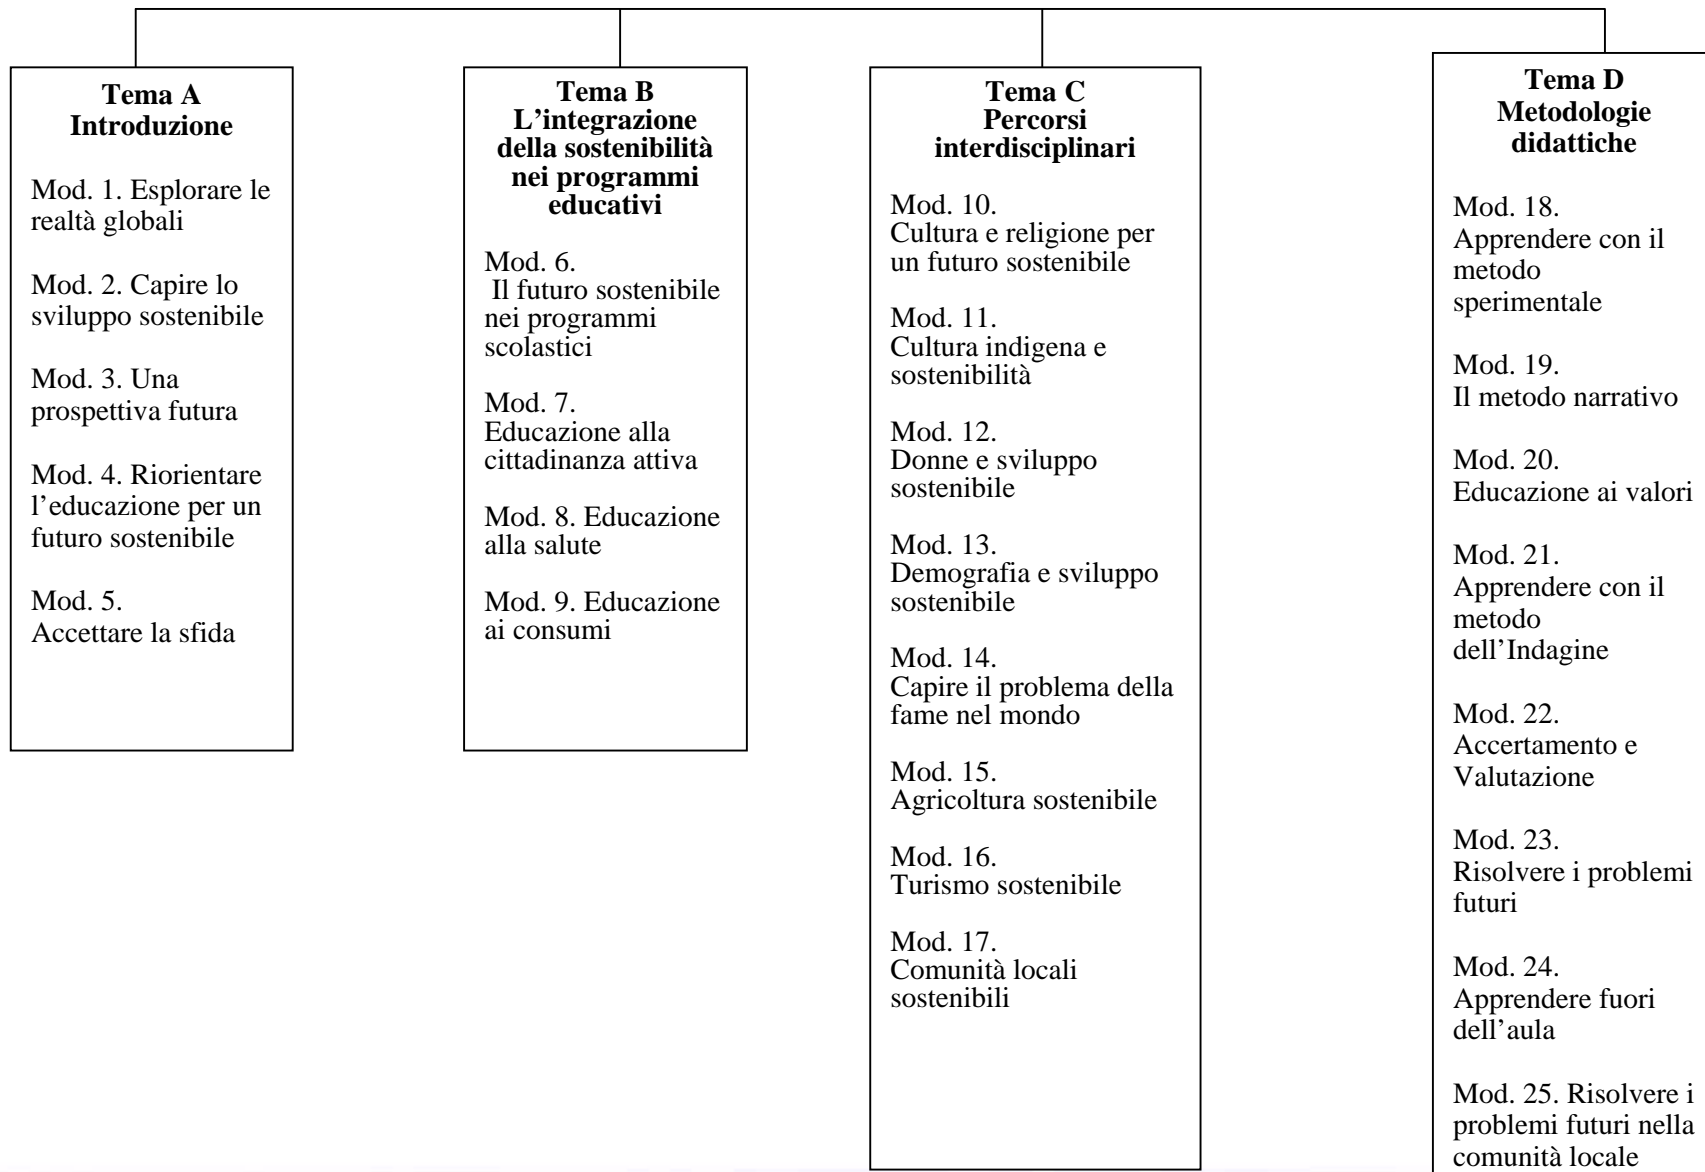 Tema A
Introduzione
Mod. 1. Esplorare le
realtà globali
Mod. 2. Capire lo
sviluppo sostenibile
Mod. 3. Una
prospettiva futura
Mod. 4. Riorientare
l’educazione per un
futuro sostenibile
Mod. 5.
Accettare la sfida
Tema B
L’integrazione
della sostenibilità
nei programmi
educativi
Mod. 6.
Il futuro sostenibile
nei programmi
scolastici
Mod. 7.
Educazione alla
cittadinanza attiva
Mod. 8. Educazione
alla salute
Mod. 9. Educazione
ai consumi
Tema C
Percorsi
interdisciplinari
Mod. 10.
Cultura e religione per
un futuro sostenibile
Mod. 11.
Cultura indigena e
sostenibilità
Mod. 12.
Donne e sviluppo
sostenibile
Mod. 13.
Demografia e sviluppo
sostenibile
Mod. 14.
Capire il problema della
fame nel mondo
Mod. 15.
Agricoltura sostenibile
Mod. 16.
Turismo sostenibile
Mod. 17.
Comunità locali
sostenibili
Tema D
Metodologie
didattiche
Mod. 18.
Apprendere con il
metodo
sperimentale
Mod. 19.
Il metodo narrativo
Mod. 20.
Educazione ai valori
Mod. 21.
Apprendere con il
metodo
dell’Indagine
Mod. 22.
Accertamento e
Valutazione
Mod. 23.
Risolvere i problemi
futuri
Mod. 24.
Apprendere fuori
dell’aula
Mod. 25. Risolvere i
problemi futuri nella
comunità locale